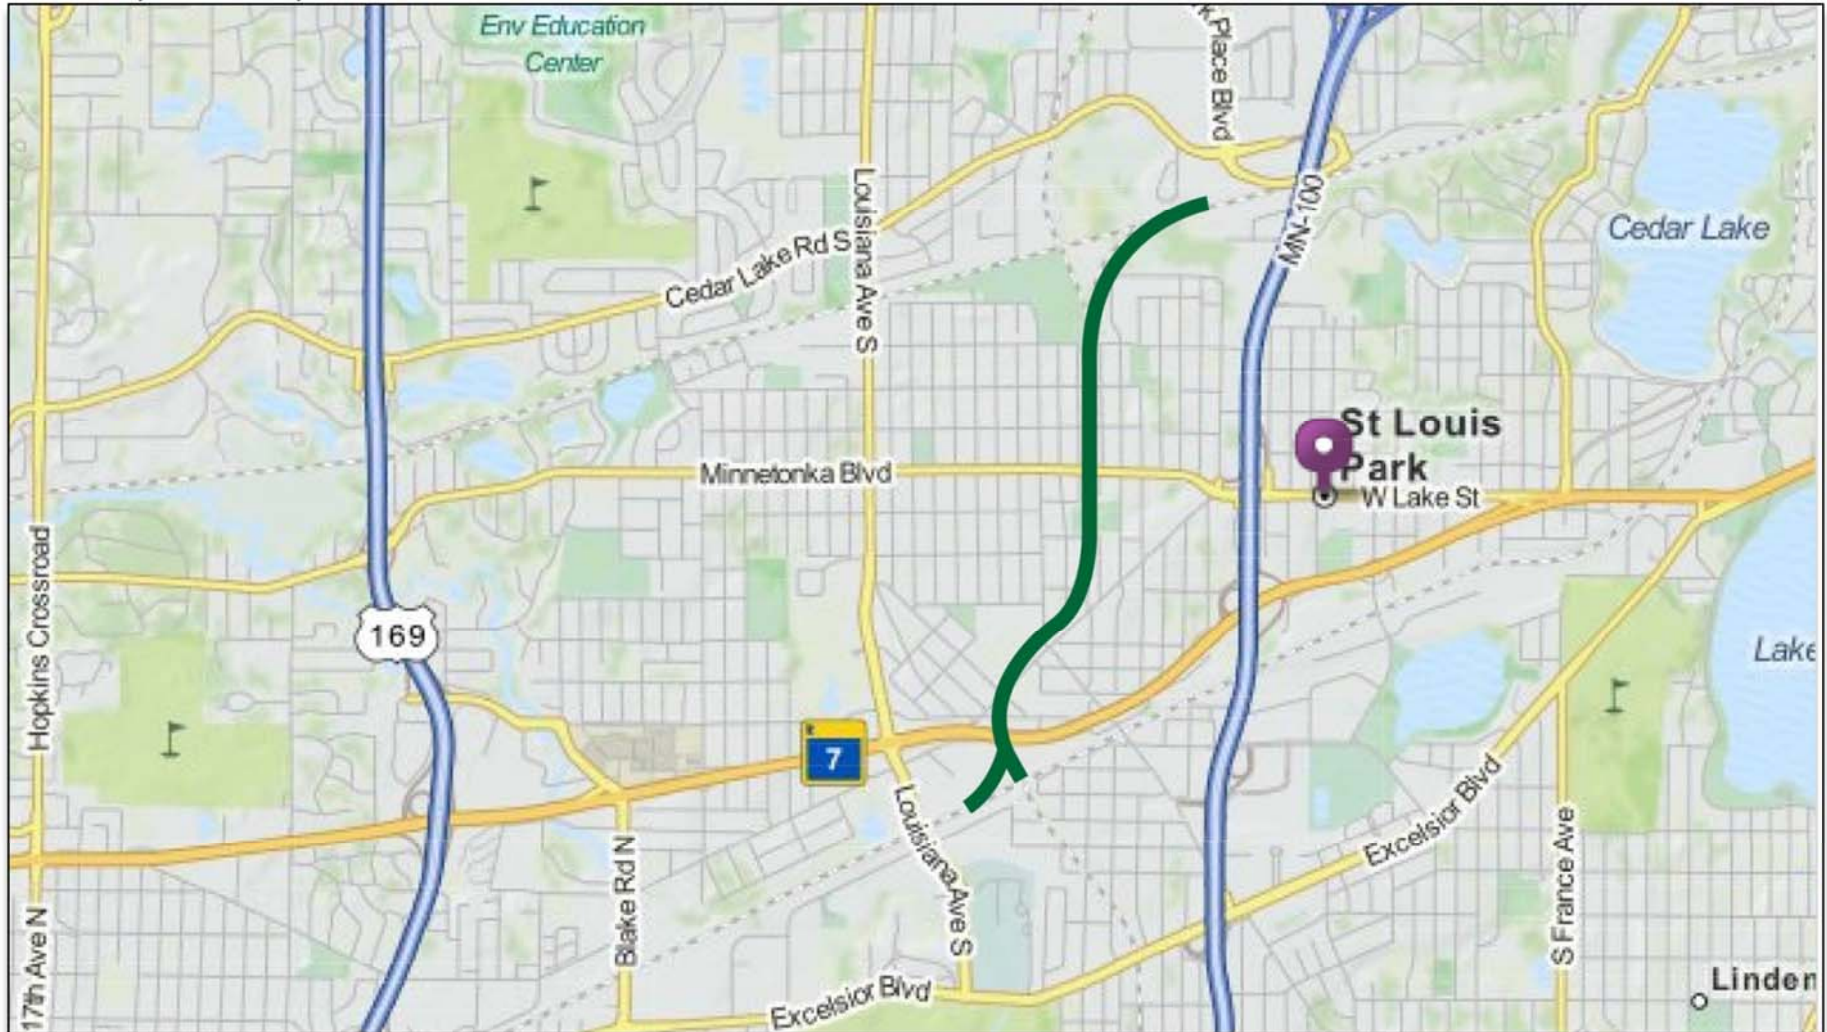 Env Education
Center
k Place Blvd
Louisiana Ave S
MN-100
Cedar Lake
Cedar Lake Rd S
St Louis
Park
Minnetonka Blvd
W Lake St
Hopkins Crossroad
169
Lake
7
Louisiana Ave S
Excelsior Blvd
Blake Rd N
S France Ave
17th Ave N
Linden
Excelsior Blvd